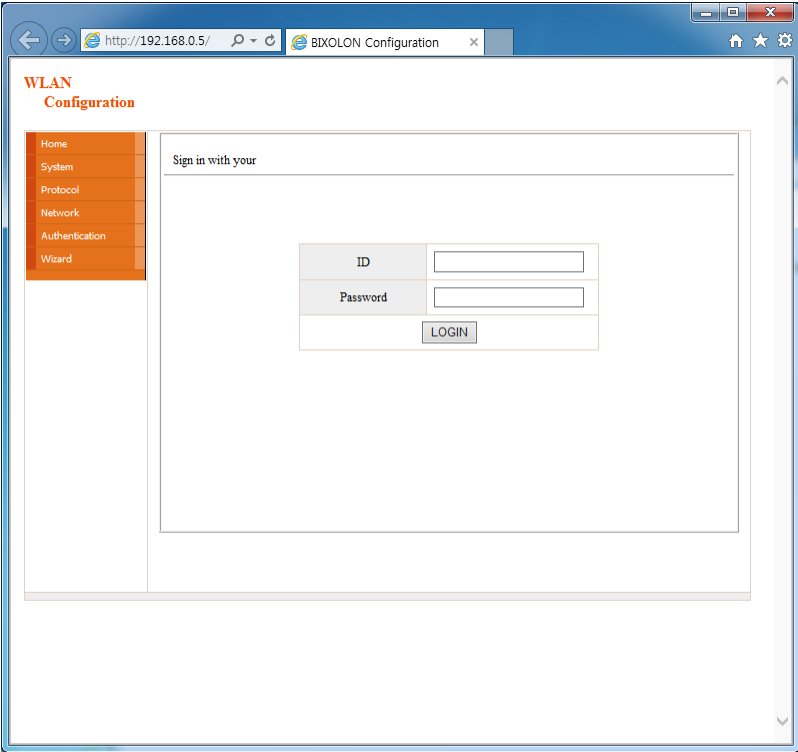 http://192.168.0.5/
BIXOLON Configuration
WLAN
Configuration
Home
System
Protocol
Network
Authentication
Wizard
Sign in with your
ID
Password
LOGIN